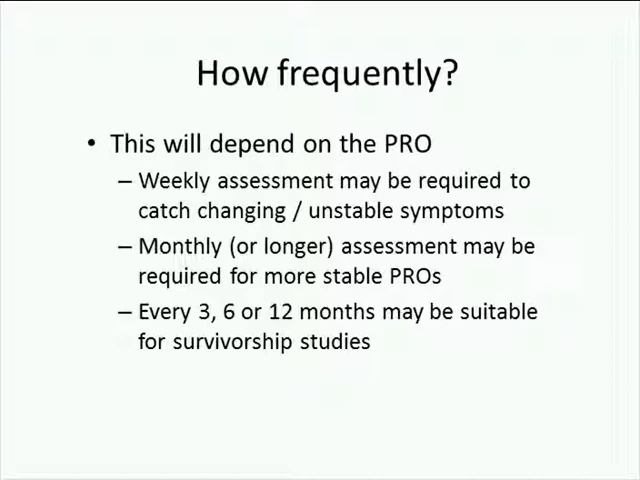 How frequently?
• This will depend on the PRO
– Weekly assessment may be required to
catch changing / unstable symptoms
– Monthly (or longer) assessment may be
required for more stable PROs
– Every 3, 6 or 12 months may be suitable
for survivorship studies